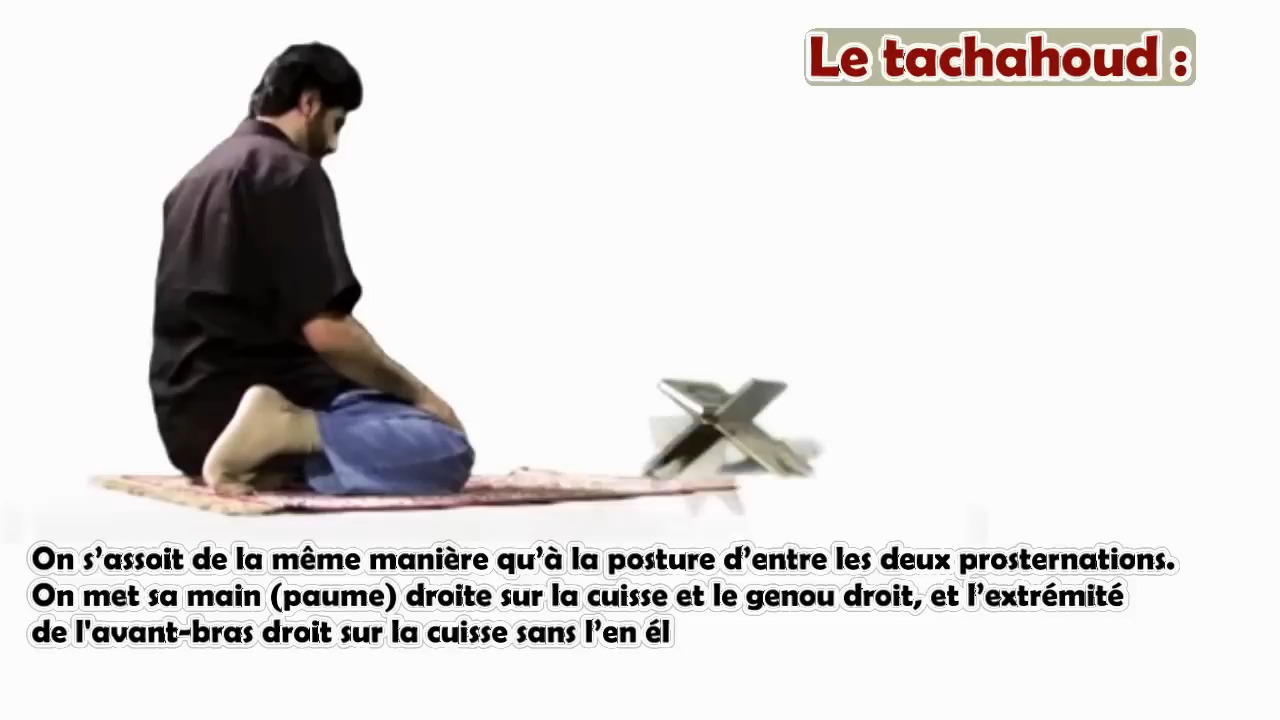 Le tachahoud :
On s’assoit de la même manière qu’à la posture d’entre les deux prosternations.
On met sa main (paume) droite sur la cuisse et le genou droit, et l’extrémité
de l'avant-bras droit sur la cuisse sans l’en él